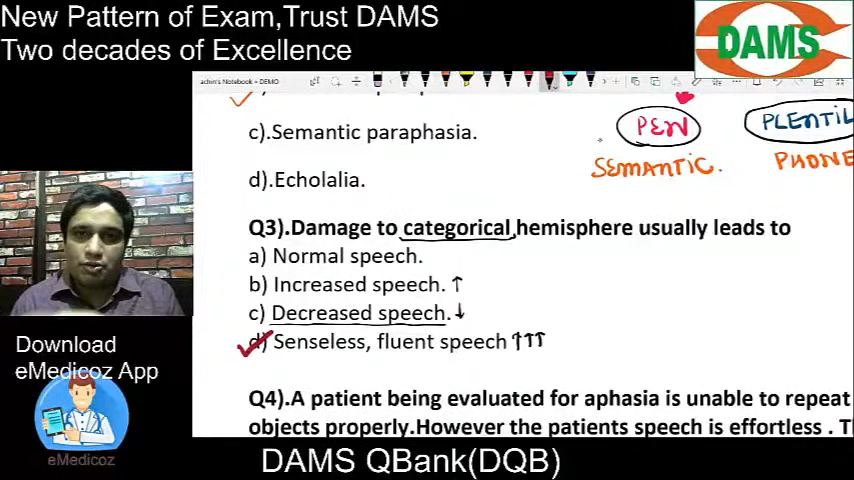 New Pattern of Exam,Trust DAMS
Two decades of Excellence
DAMS
achin's Notebook • DEMO
PEN
PLENTIL
c).Semantic paraphasia.
SEMANTIC.
PHONE
d).Echolalia.
Q3).Damage to categorical,hemisphere usually leads to
a) Normal speech.
b) Increased speech. ↑
c) Decreased speech. ↓
d) Senseless, fluent speech ↑↑↑
Download
eMedicoz App
Q4).A patient being evaluated for aphasia is unable to repeat
objects properly.However the patients speech is effortless . T
eMedicoz
DAMS QBank(DQB)